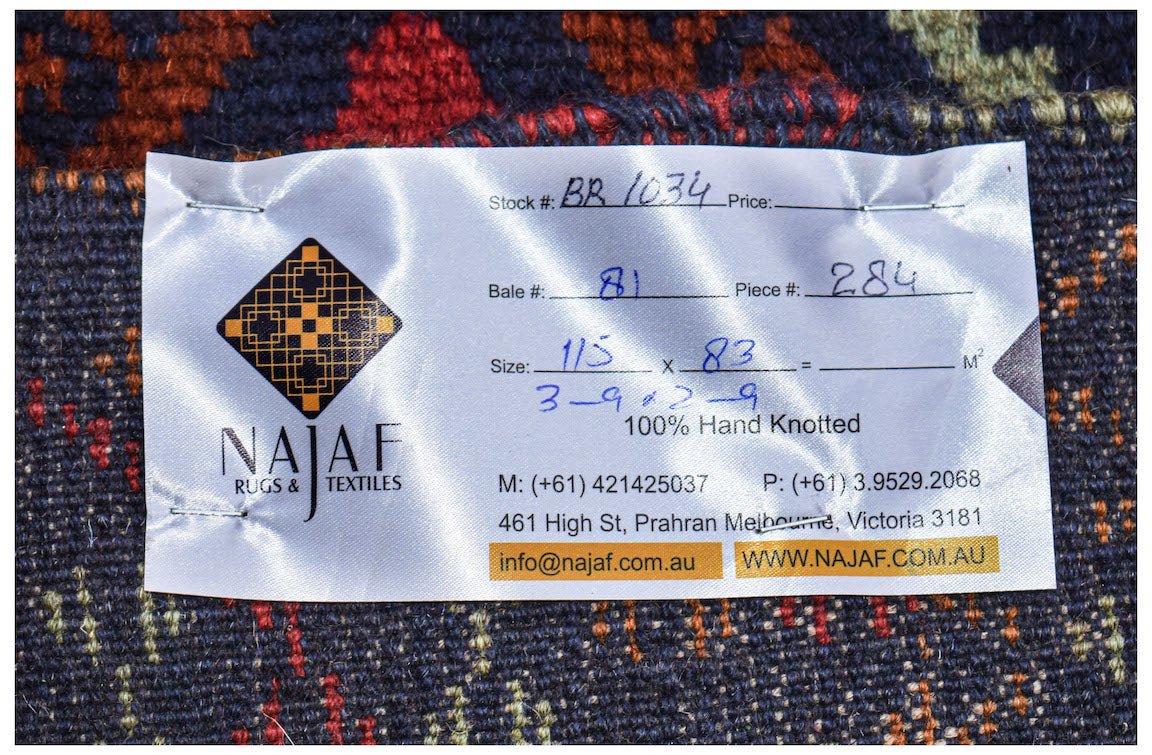 Stock #: BR 1034 Price:
Bale #: 81 Piece #: 284
Size: 115 X 83 = M²
3-9 x 2-9
100% Hand Knotted
NAJAF
RUGS & TEXTILES
M: (+61) 421425037 P: (+61) 3.9529.2068
461 High St, Prahran Melbourne, Victoria 3181
info@najaf.com.au WWW.NAJAF.COM.AU